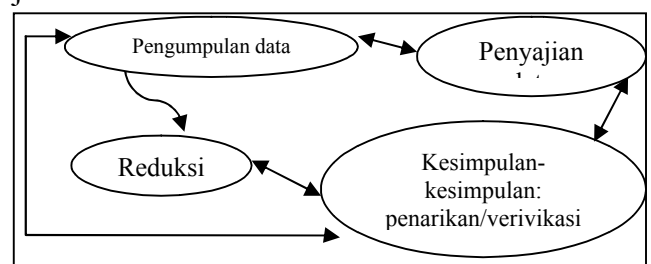 Pengumpulan data
Penyajian
Reduksi
Kesimpulan-
kesimpulan:
penarikan/verivikasi